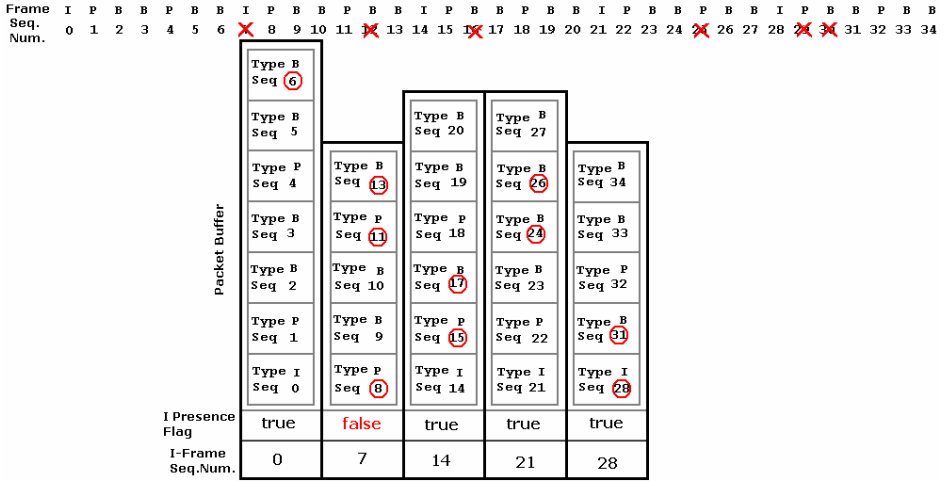 Frame I P B B P B B I P B B P B B I P B B P B B I P B B P B B I P B B P B B
Seq.
Num.
0 1 2 3 4 5 6 7 8 9 10 11 12 13 14 15 16 17 18 19 20 21 22 23 24 25 26 27 28 29 30 31 32 33 34
Packet Buffer
Type B
Seq 6
Type B
Seq 5
Type P
Seq 4
Type B
Seq 3
Type B
Seq 2
Type P
Seq 1
Type I
Seq 0
Type B
Seq 13
Type P
Seq 11
Type B
Seq 10
Type B
Seq 9
Type P
Seq 8
Type B
Seq 20
Type B
Seq 19
Type P
Seq 18
Type B
Seq 17
Type P
Seq 15
Type I
Seq 14
Type B
Seq 27
Type B
Seq 26
Type B
Seq 24
Type B
Seq 23
Type P
Seq 22
Type I
Seq 21
Type B
Seq 34
Type B
Seq 33
Type P
Seq 32
Type B
Seq 31
Type I
Seq 28
I Presence
Flag
true false true true true
I-Frame
Seq.Num.
0 7 14 21 28